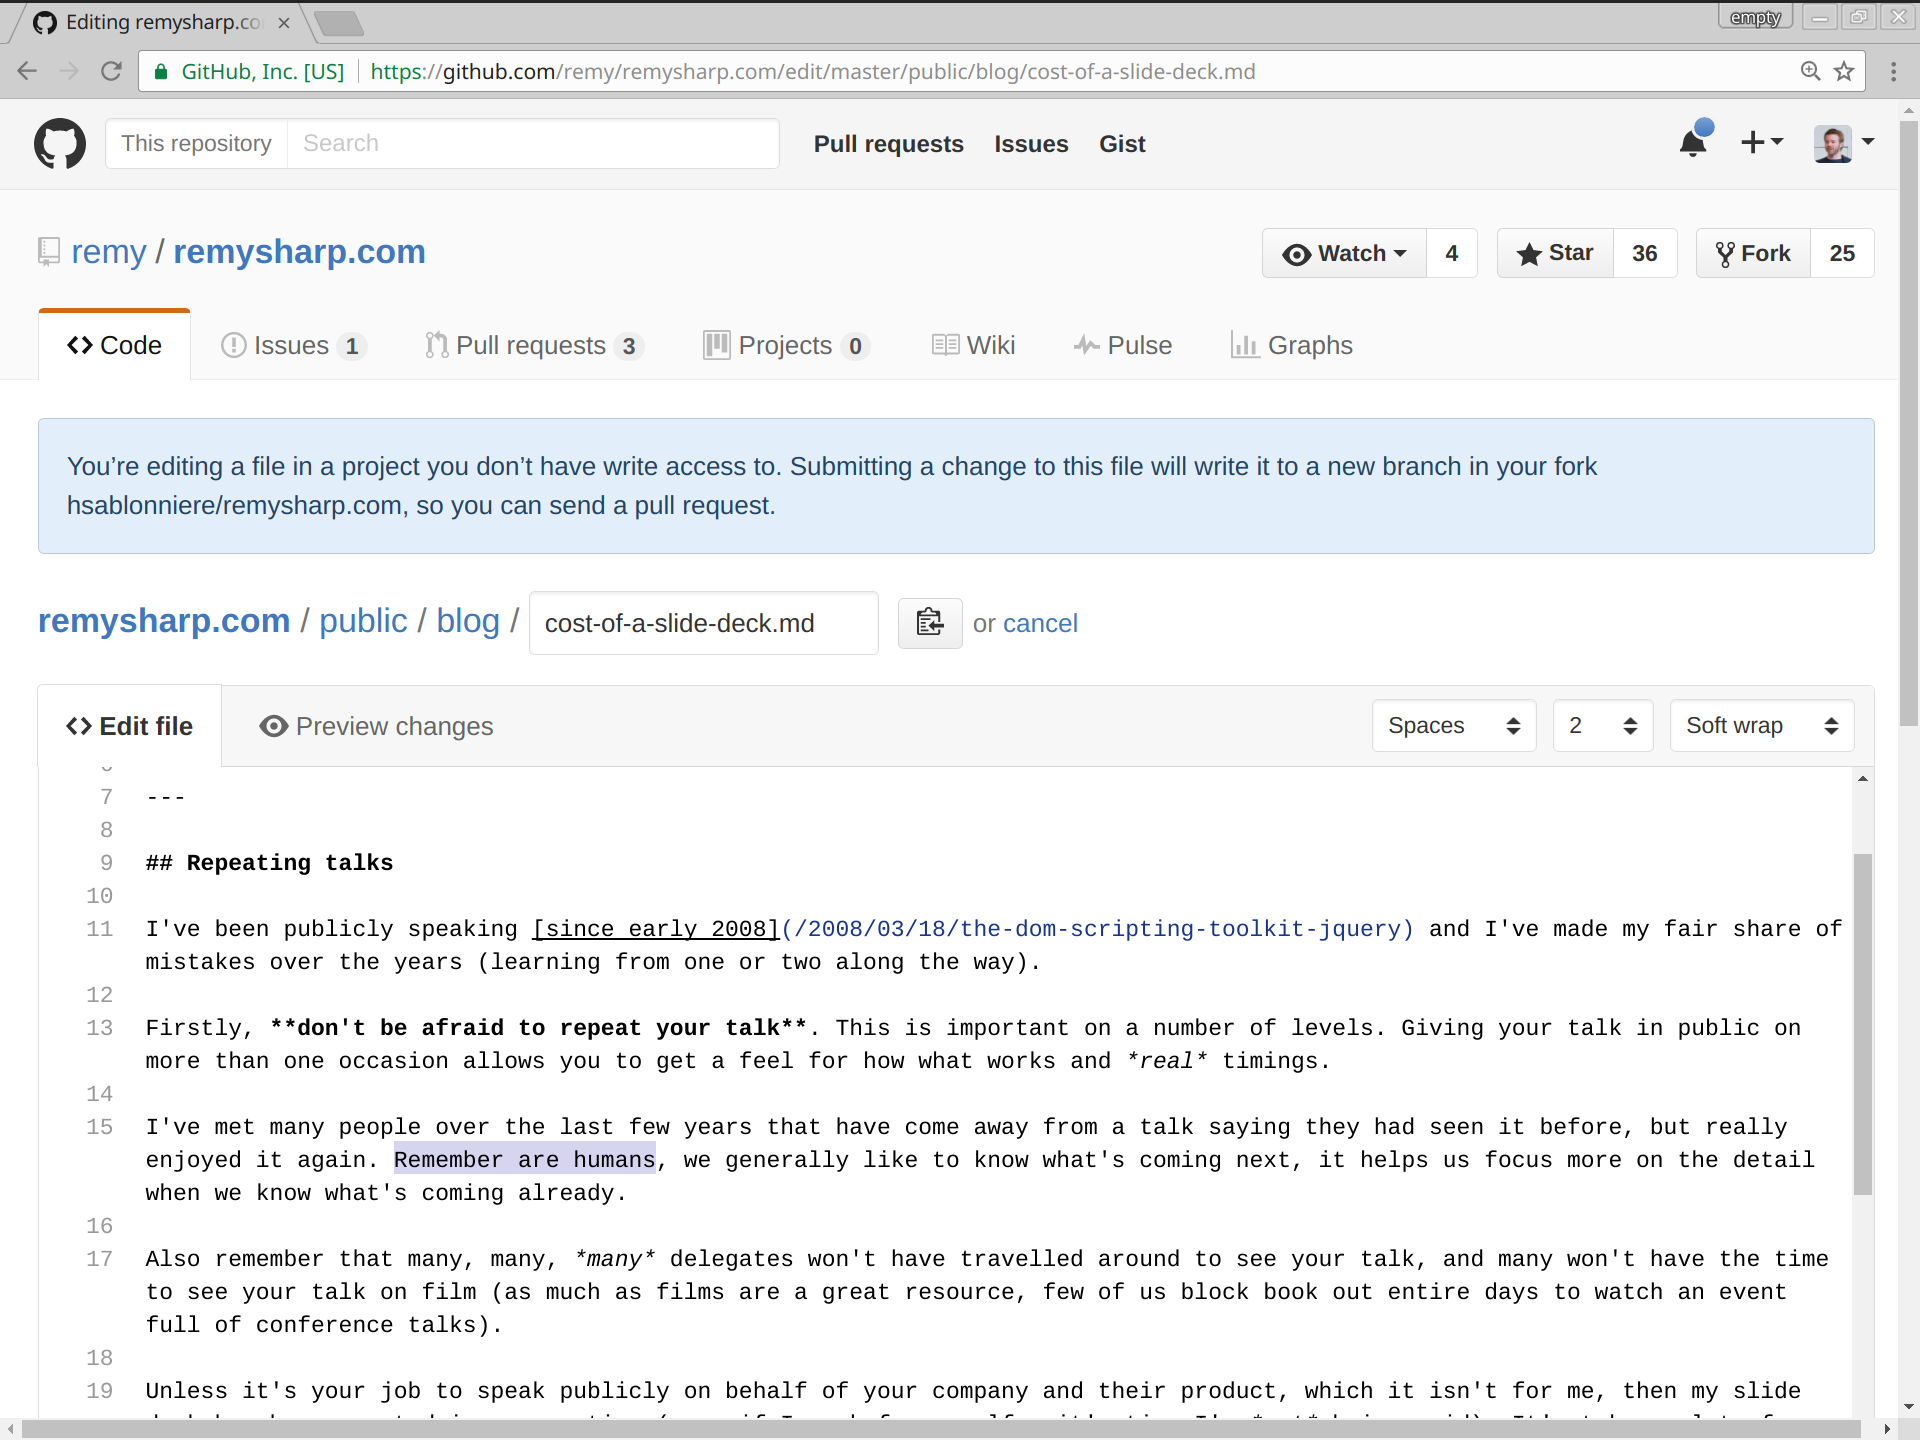 Editing remysharp.co
empty
GitHub, Inc. [US]
https://github.com/remy/remysharp.com/edit/master/public/blog/cost-of-a-slide-deck.md
This repository
Search
Pull requests
Issues
Gist
remy / remysharp.com
Watch 4
Star 36
Fork 25
Code
Issues 1
Pull requests 3
Projects 0
Wiki
Pulse
Graphs
You’re editing a file in a project you don’t have write access to. Submitting a change to this file will write it to a new branch in your fork
hsablonniere/remysharp.com, so you can send a pull request.
remysharp.com / public / blog / cost-of-a-slide-deck.md or cancel
Edit file
Preview changes
Spaces
2
Soft wrap
7 ---
8
9 ## Repeating talks
10
11 I've been publicly speaking [since early 2008](/2008/03/18/the-dom-scripting-toolkit-jquery) and I've made my fair share of
mistakes over the years (learning from one or two along the way).
12
13 Firstly, **don't be afraid to repeat your talk**. This is important on a number of levels. Giving your talk in public on
more than one occasion allows you to get a feel for how what works and *real* timings.
14
15 I've met many people over the last few years that have come away from a talk saying they had seen it before, but really
enjoyed it again. Remember are humans, we generally like to know what's coming next, it helps us focus more on the detail
when we know what's coming already.
16
17 Also remember that many, many, *many* delegates won't have travelled around to see your talk, and many won't have the time
to see your talk on film (as much as films are a great resource, few of us block book out entire days to watch an event
full of conference talks).
18
19 Unless it's your job to speak publicly on behalf of your company and their product, which it isn't for me, then my slide